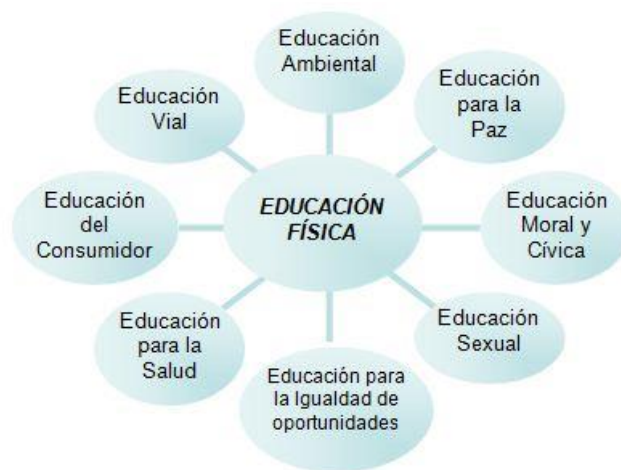 Educación
Ambiental
Educación
para la
Paz
Educación
Moral y
Cívica
Educación
Sexual
Educación para
la Igualdad de
oportunidades
Educación
para la
Salud
Educación
del
Consumidor
Educación
Vial
EDUCACIÓN
FÍSICA